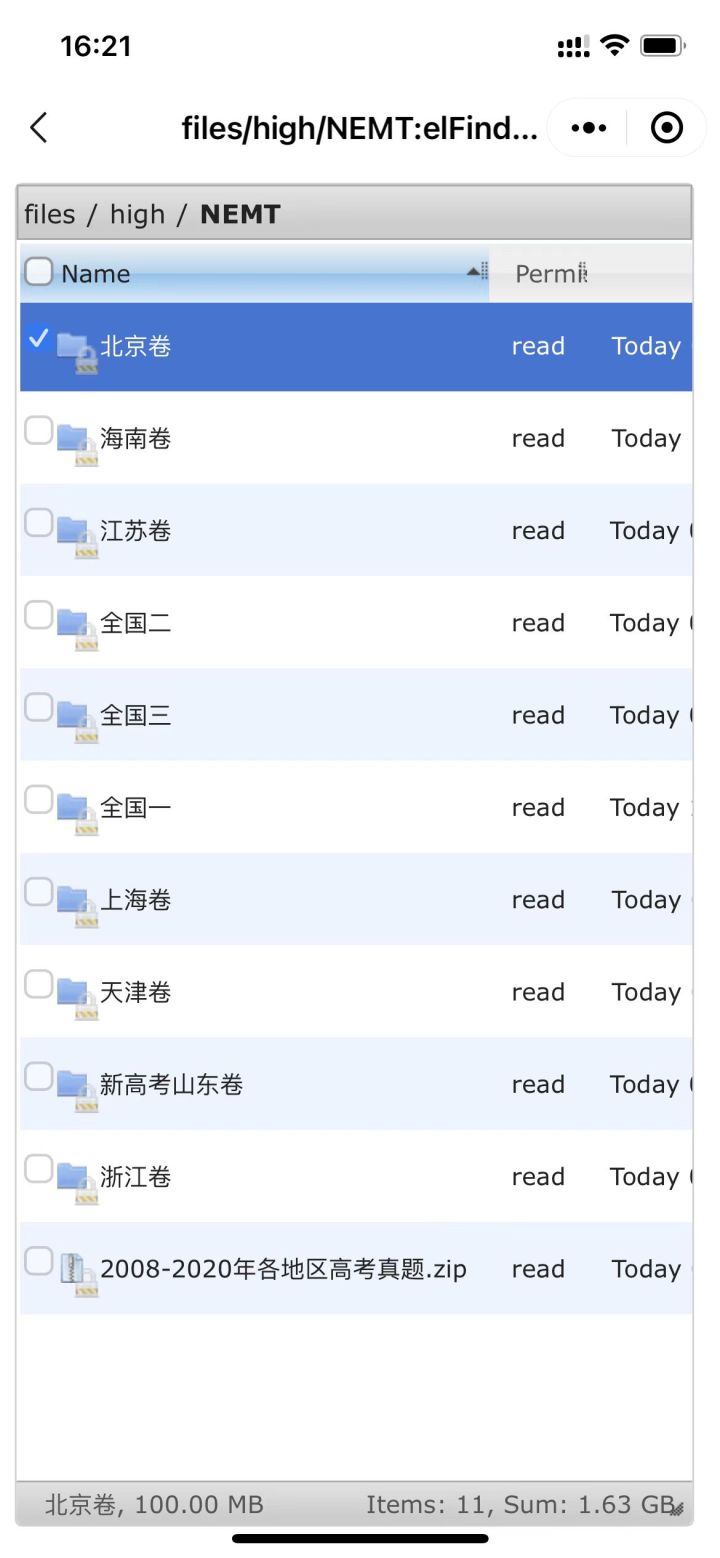 16:21
files/high/NEMT:elFind...
files / high / NEMT
Name Permi
北京卷 read Today
海南卷 read Today
江苏卷 read Today
全国二 read Today
全国三 read Today
全国一 read Today
上海卷 read Today
天津卷 read Today
新高考山东卷 read Today
浙江卷 read Today
2008-2020年各地区高考真题.zip read Today
北京卷, 100.00 MB Items: 11, Sum: 1.63 GB